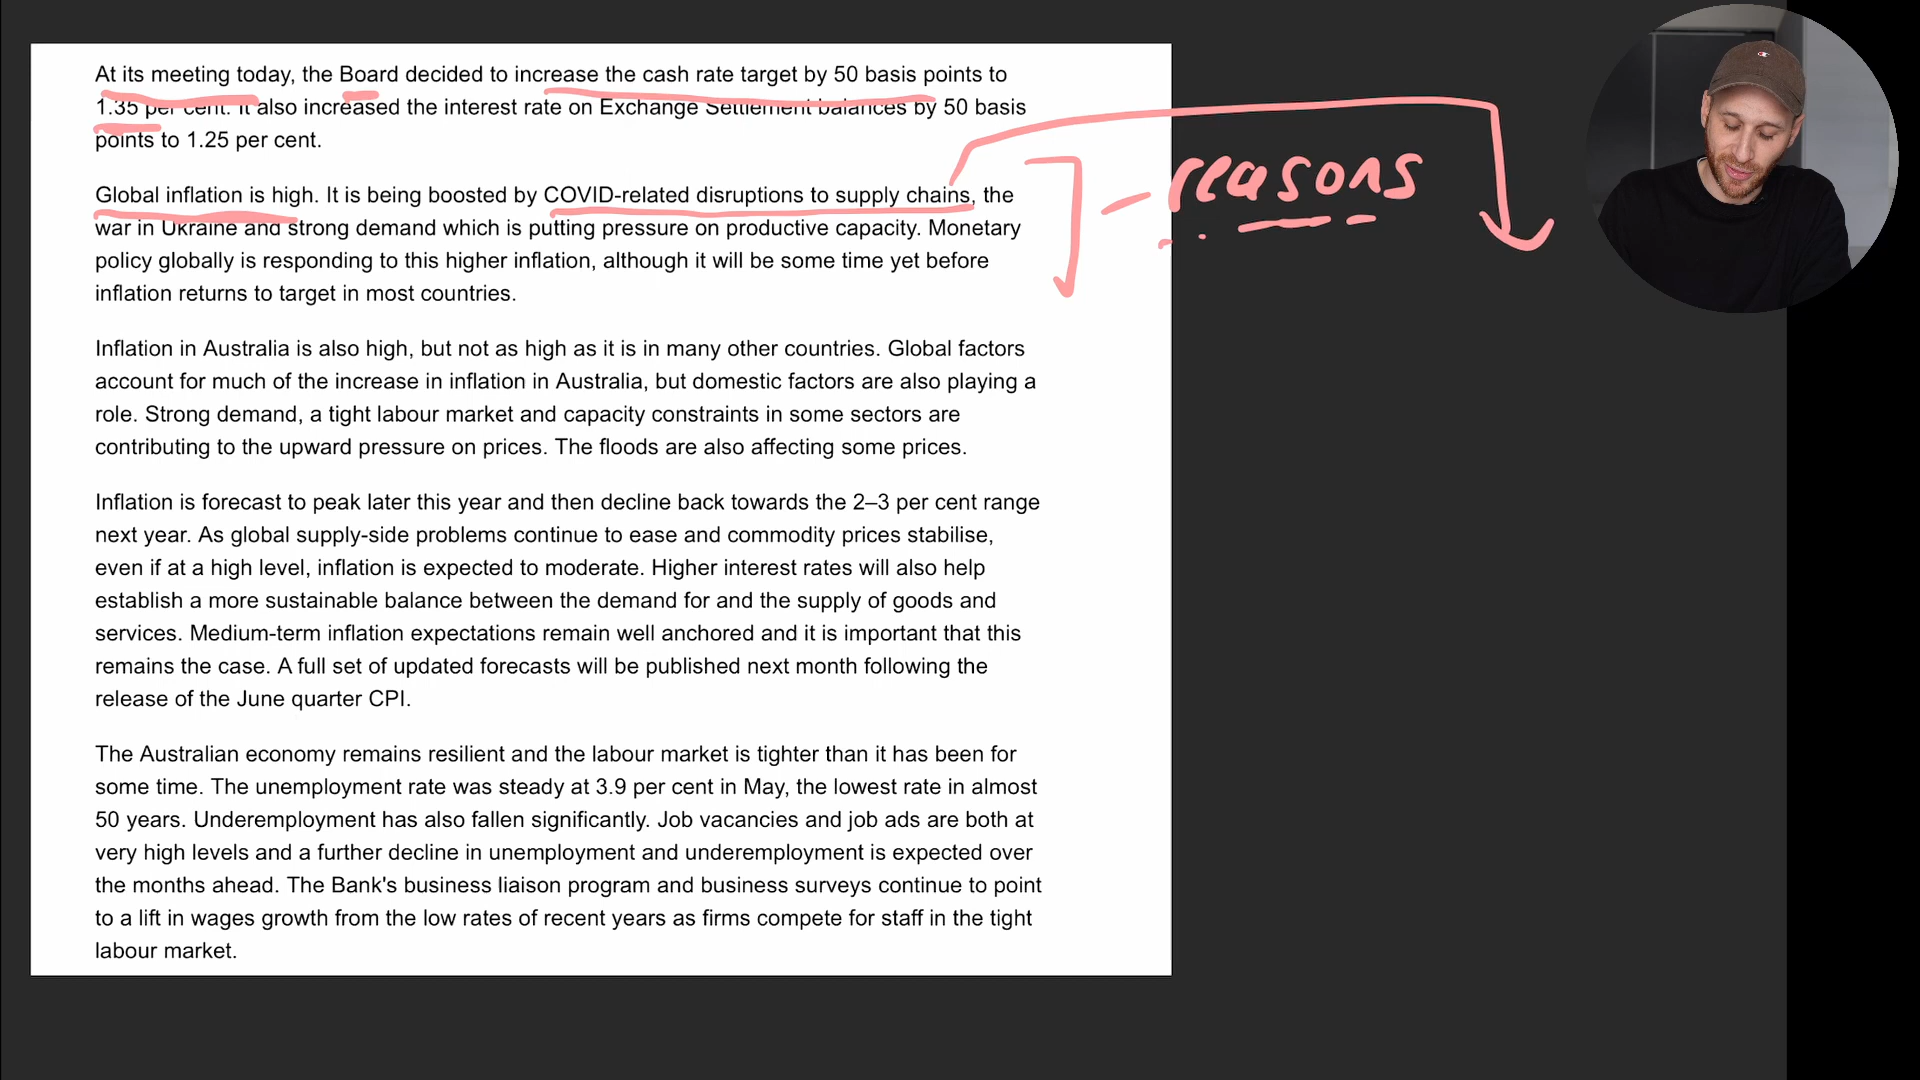 At its meeting today, the Board decided to increase the cash rate target by 50 basis points to
1.35 per cent. It also increased the interest rate on Exchange Settlement balances by 50 basis
points to 1.25 per cent.
Global inflation is high. It is being boosted by COVID-related disruptions to supply chains, the
war in Ukraine and strong demand which is putting pressure on productive capacity. Monetary
policy globally is responding to this higher inflation, although it will be some time yet before
inflation returns to target in most countries.
reasons
Inflation in Australia is also high, but not as high as it is in many other countries. Global factors
account for much of the increase in inflation in Australia, but domestic factors are also playing a
role. Strong demand, a tight labour market and capacity constraints in some sectors are
contributing to the upward pressure on prices. The floods are also affecting some prices.
Inflation is forecast to peak later this year and then decline back towards the 2–3 per cent range
next year. As global supply-side problems continue to ease and commodity prices stabilise,
even if at a high level, inflation is expected to moderate. Higher interest rates will also help
establish a more sustainable balance between the demand for and the supply of goods and
services. Medium-term inflation expectations remain well anchored and it is important that this
remains the case. A full set of updated forecasts will be published next month following the
release of the June quarter CPI.
The Australian economy remains resilient and the labour market is tighter than it has been for
some time. The unemployment rate was steady at 3.9 per cent in May, the lowest rate in almost
50 years. Underemployment has also fallen significantly. Job vacancies and job ads are both at
very high levels and a further decline in unemployment and underemployment is expected over
the months ahead. The Bank's business liaison program and business surveys continue to point
to a lift in wages growth from the low rates of recent years as firms compete for staff in the tight
labour market.